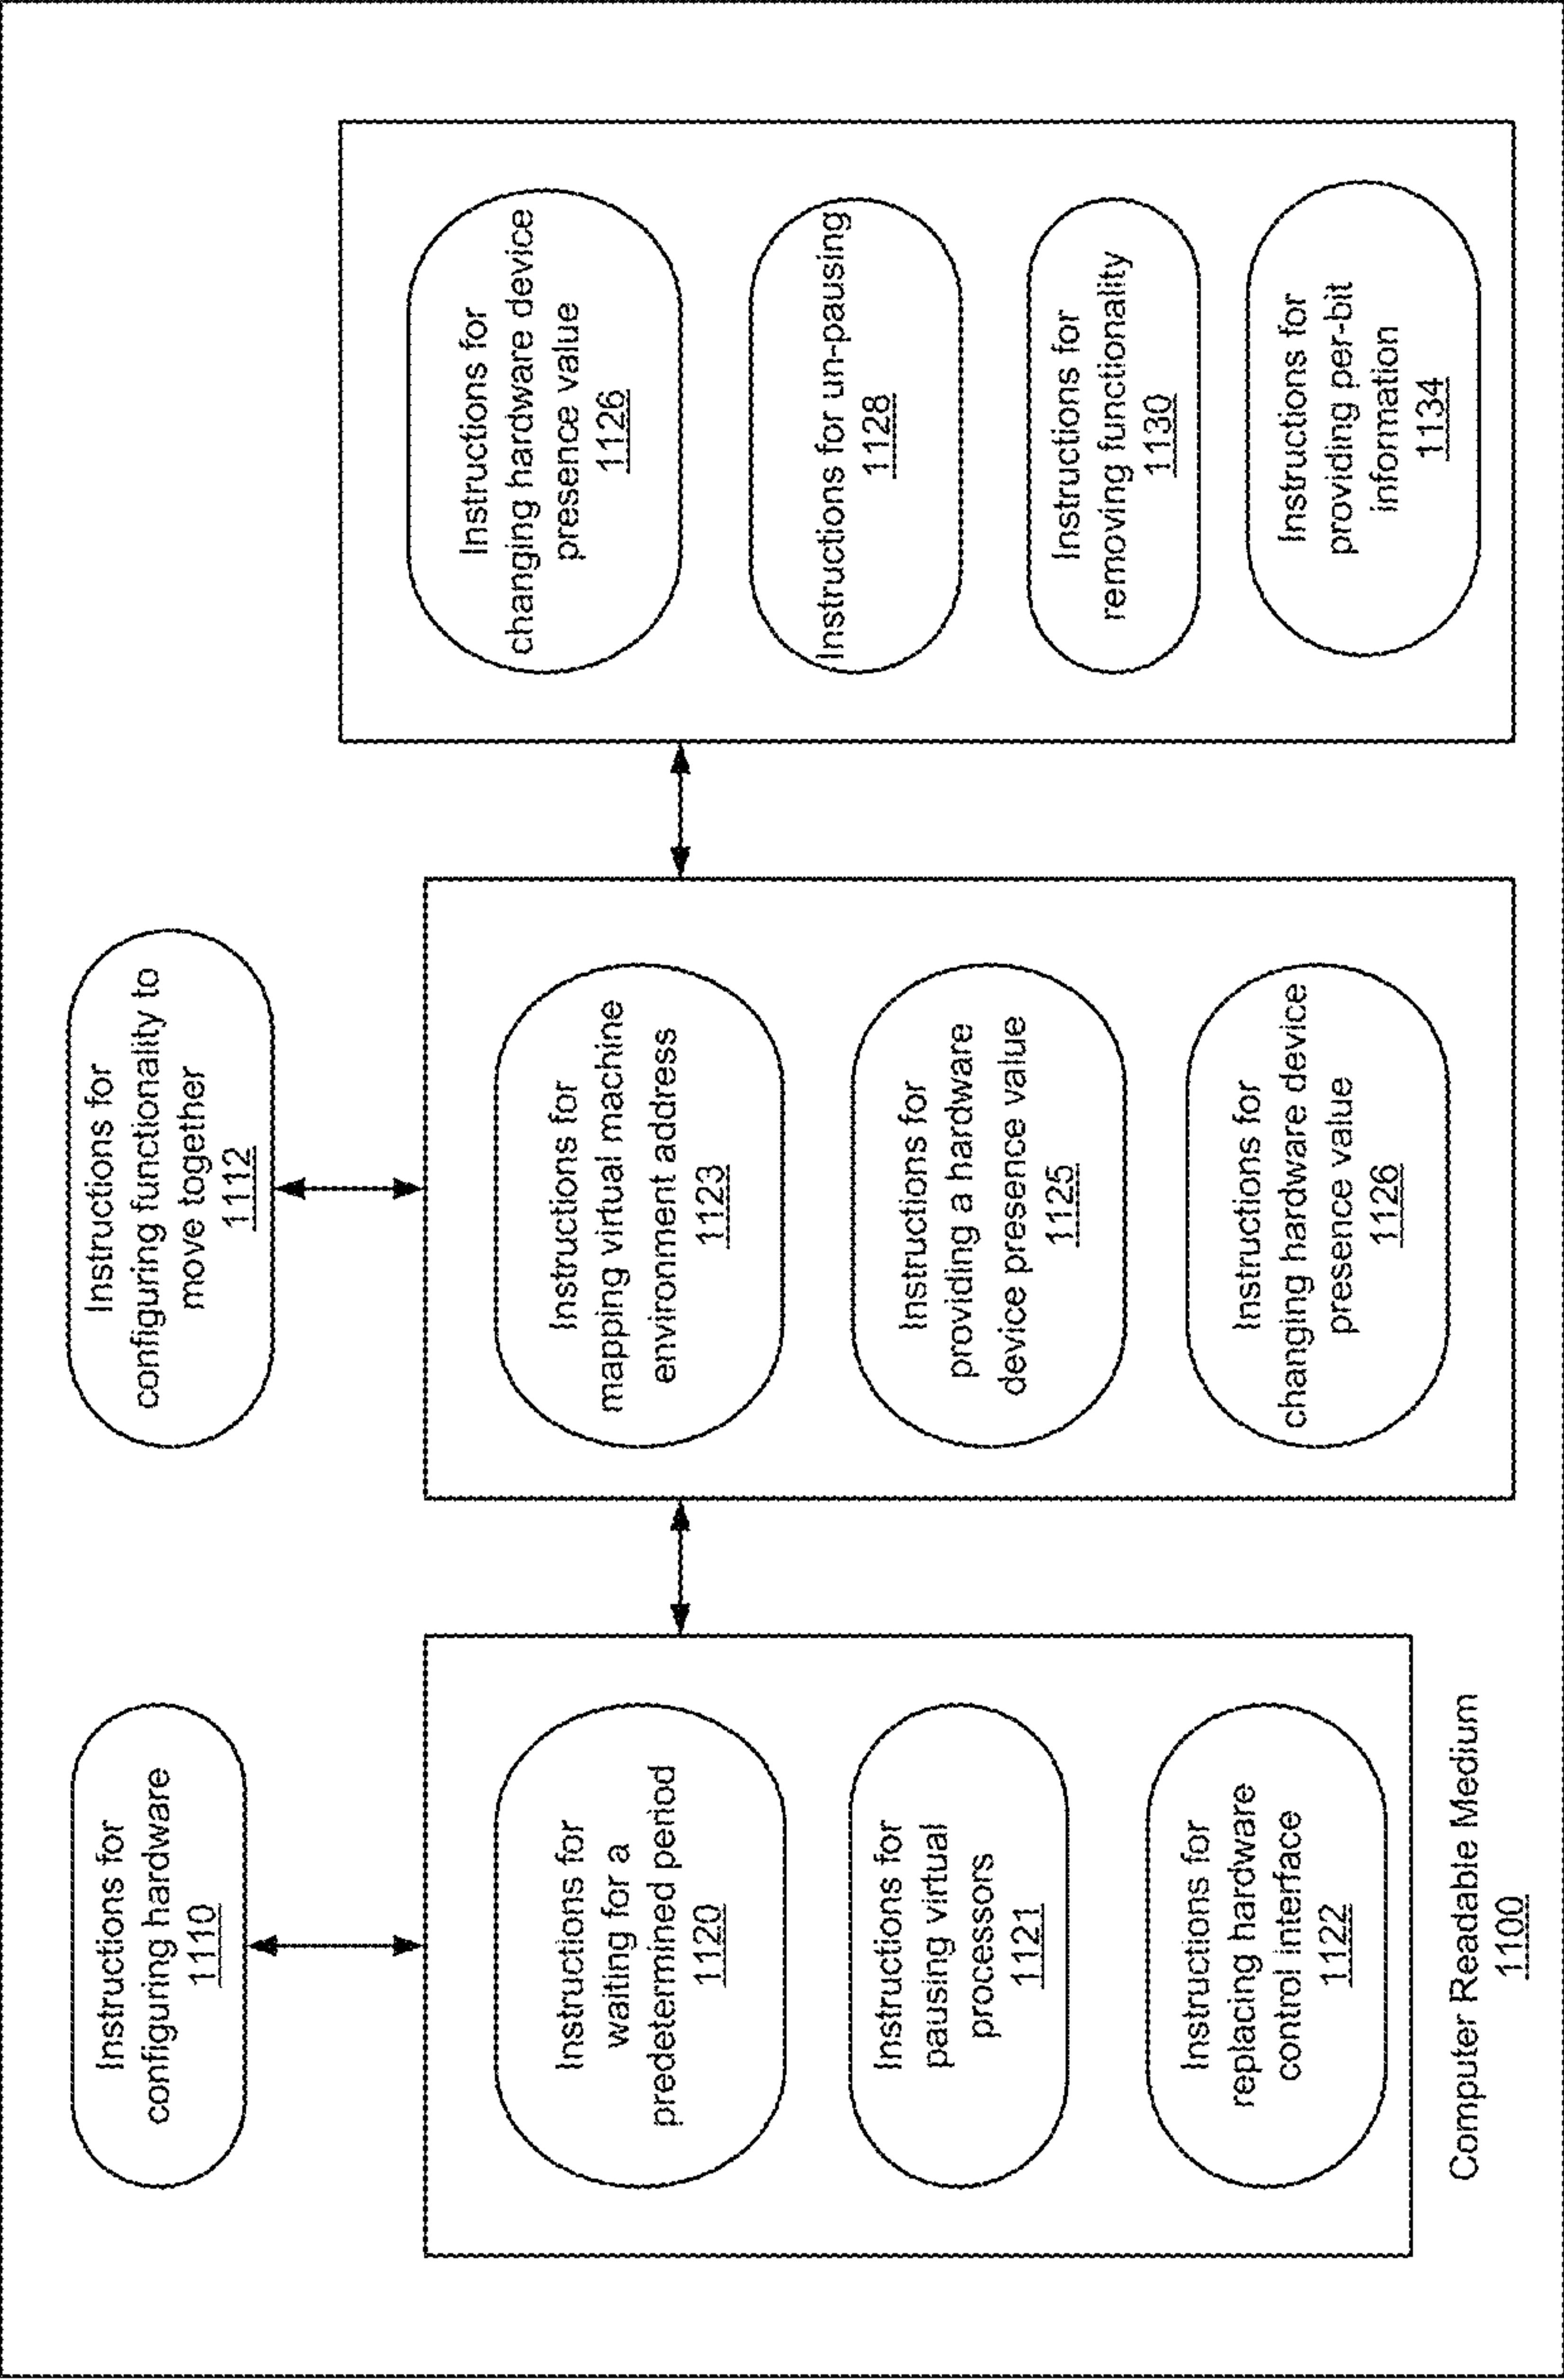 Instructions for
configuring hardware
1110
Instructions for
configuring functionality to
move together
1112
Instructions for
waiting for a
predetermined period
1120
Instructions for
pausing virtual
processors
1121
Instructions for
replacing hardware
control interface
1122
Instructions for
mapping virtual machine
environment address
1123
Instructions for
providing a hardware
device presence value
1125
Instructions for
changing hardware device
presence value
1126
Instructions for
changing hardware device
presence value
1126
Instructions for un-pausing
1128
Instructions for
removing functionality
1130
Instructions for
providing per-bit
information
1134
Computer Readable Medium
1100